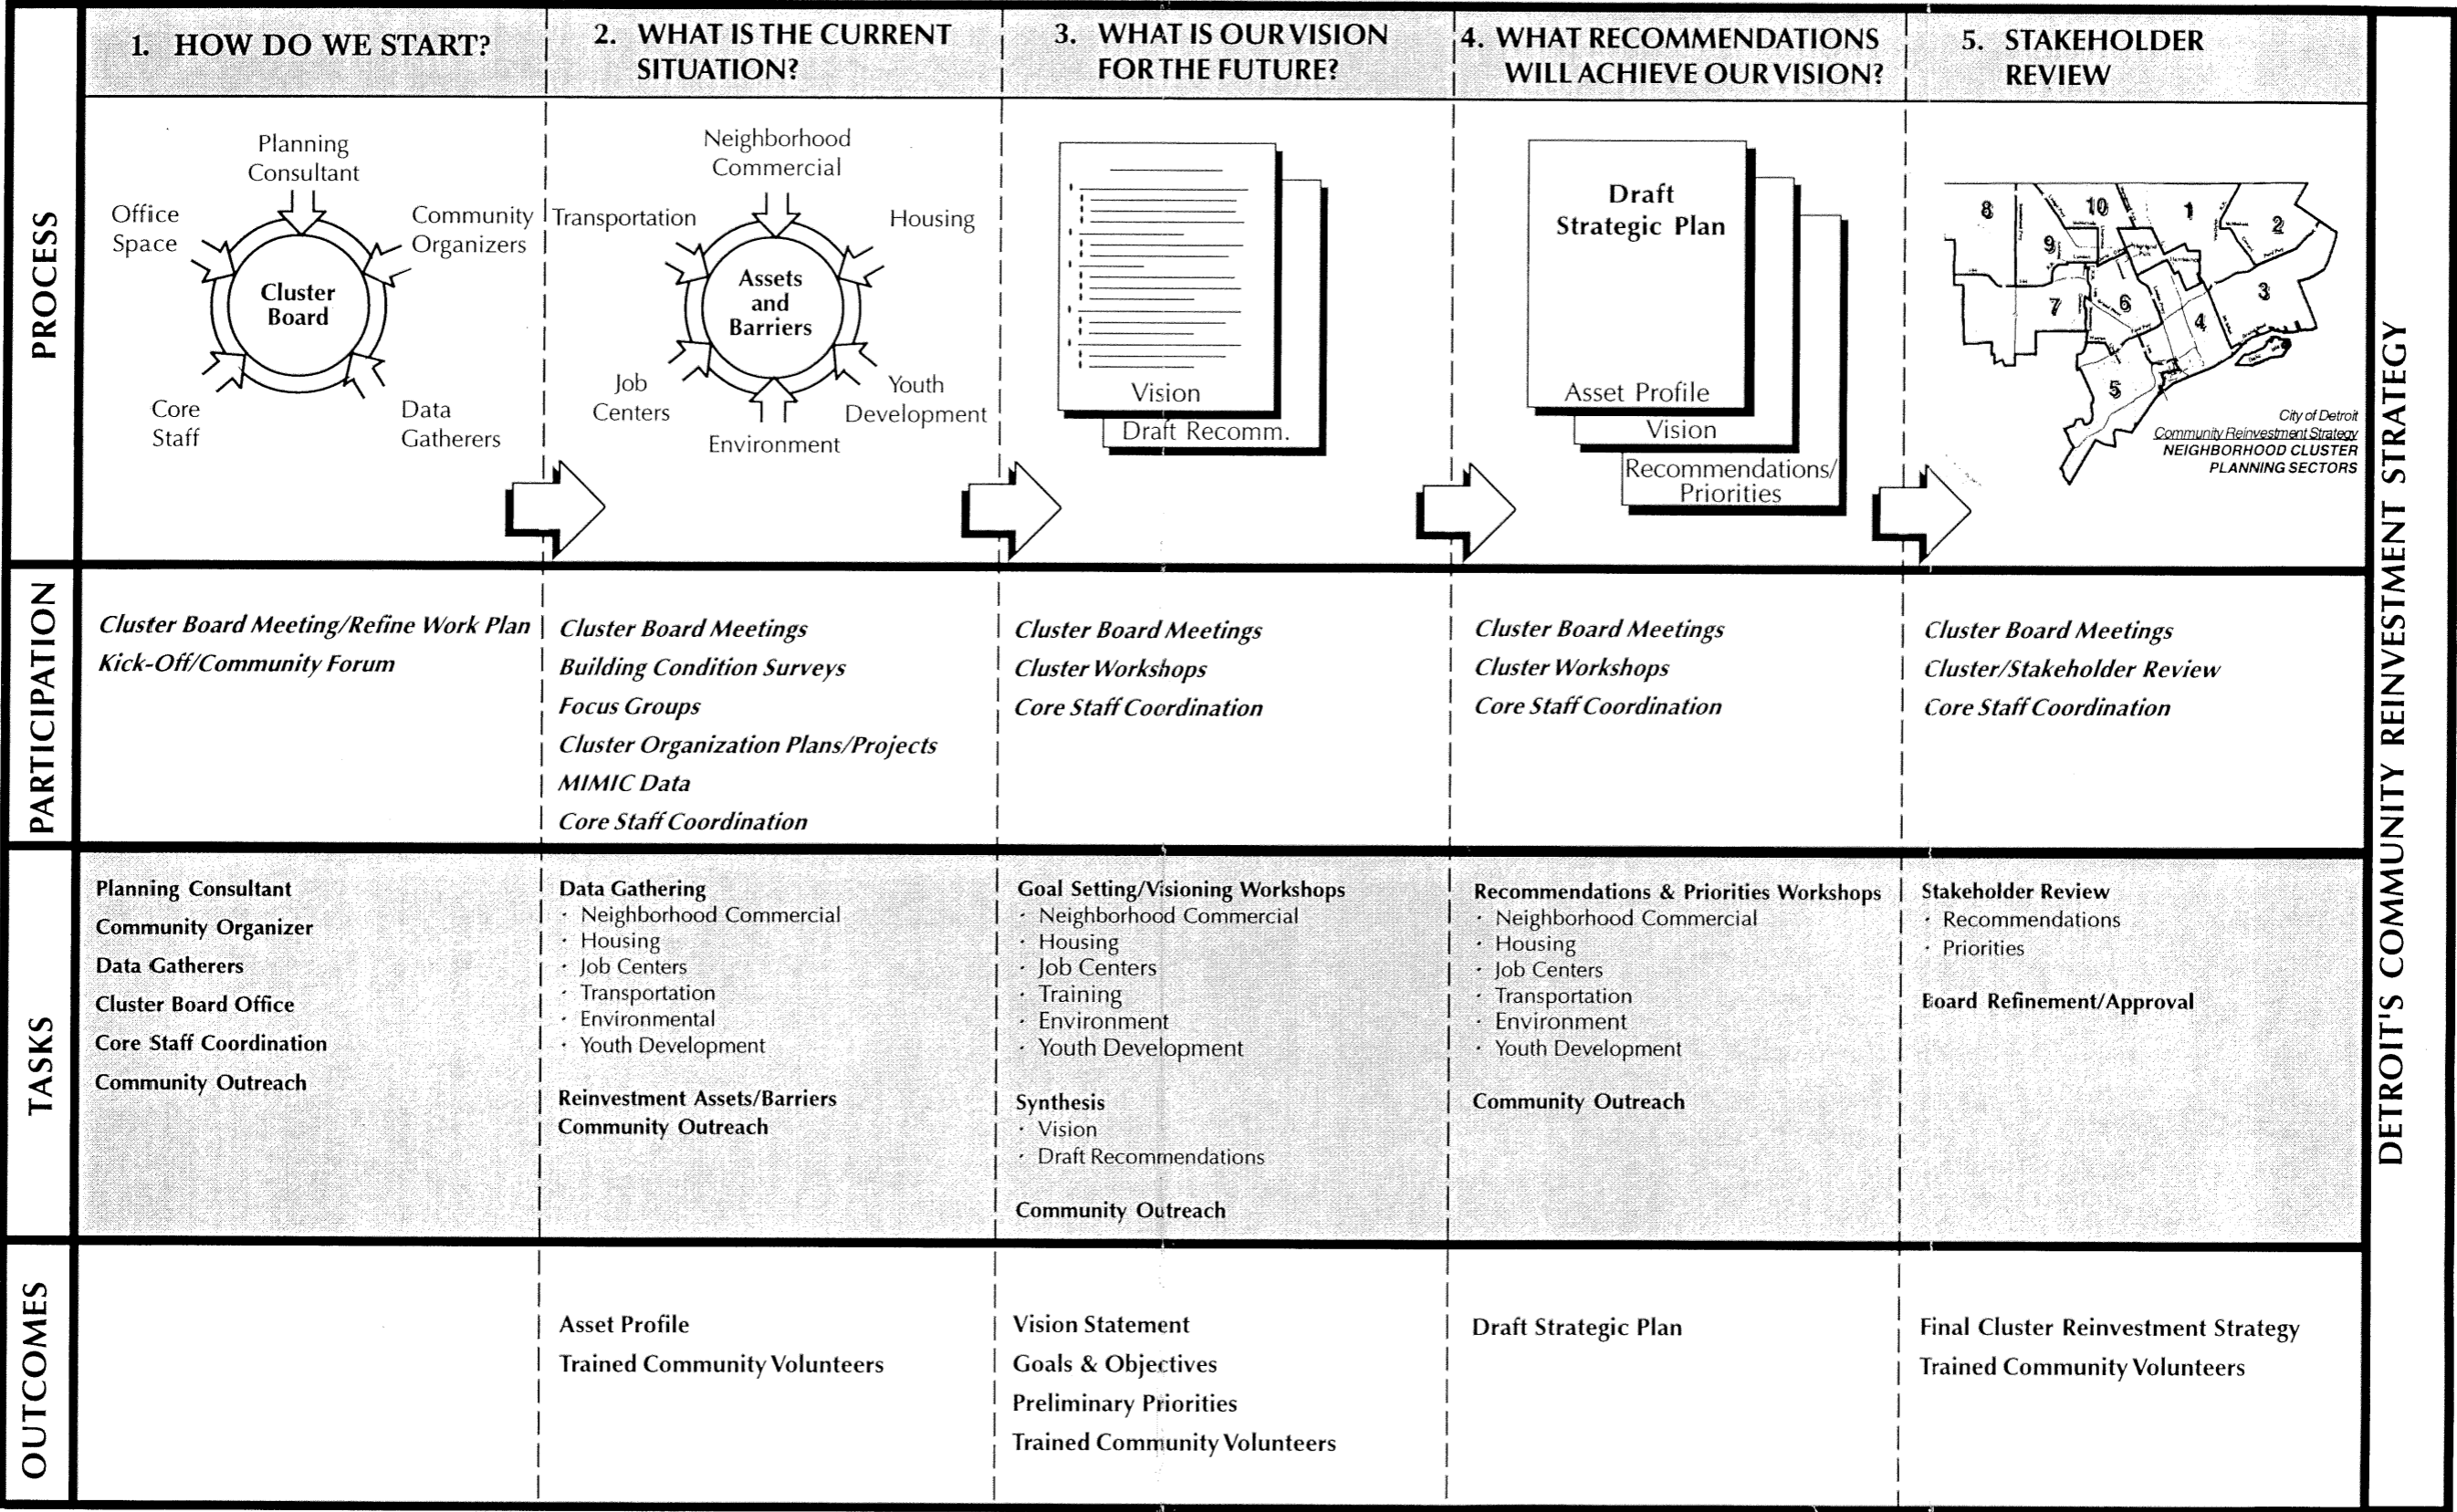 1. HOW DO WE START?
2. WHAT IS THE CURRENT
SITUATION?
3. WHAT IS OUR VISION
FOR THE FUTURE?
4. WHAT RECOMMENDATIONS
WILL ACHIEVE OUR VISION?
5. STAKEHOLDER
REVIEW
PROCESS
Planning
Consultant
Office
Space
Community
Organizers
Cluster
Board
Core
Staff
Data
Gatherers
Neighborhood
Commercial
Transportation
Housing
Assets
and
Barriers
Job
Centers
Youth
Development
Environment
Vision
Draft Recomm.
Draft
Strategic Plan
Asset Profile
Vision
Recommendations/
Priorities
8
10
1
2
9
7
6
3
4
5
City of Detroit
Community Reinvestment Strategy
NEIGHBORHOOD CLUSTER
PLANNING SECTORS
PARTICIPATION
Cluster Board Meeting/Refine Work Plan
Kick-Off/Community Forum
Cluster Board Meetings
Building Condition Surveys
Focus Groups
Cluster Organization Plans/Projects
MIMIC Data
Core Staff Coordination
Cluster Board Meetings
Cluster Workshops
Core Staff Coordination
Cluster Board Meetings
Cluster Workshops
Core Staff Coordination
Cluster Board Meetings
Cluster/Stakeholder Review
Core Staff Coordination
TASKS
Planning Consultant
Community Organizer
Data Gatherers
Cluster Board Office
Core Staff Coordination
Community Outreach
Data Gathering
· Neighborhood Commercial
· Housing
· Job Centers
· Transportation
· Environmental
· Youth Development
Reinvestment Assets/Barriers
Community Outreach
Goal Setting/Visioning Workshops
· Neighborhood Commercial
· Housing
· Job Centers
· Training
· Environment
· Youth Development
Synthesis
· Vision
· Draft Recommendations
Community Outreach
Recommendations & Priorities Workshops
· Neighborhood Commercial
· Housing
· Job Centers
· Transportation
· Environment
· Youth Development
Community Outreach
Stakeholder Review
· Recommendations
· Priorities
Board Refinement/Approval
OUTCOMES
Asset Profile
Trained Community Volunteers
Vision Statement
Goals & Objectives
Preliminary Priorities
Trained Community Volunteers
Draft Strategic Plan
Final Cluster Reinvestment Strategy
Trained Community Volunteers
DETROIT'S COMMUNITY REINVESTMENT STRATEGY